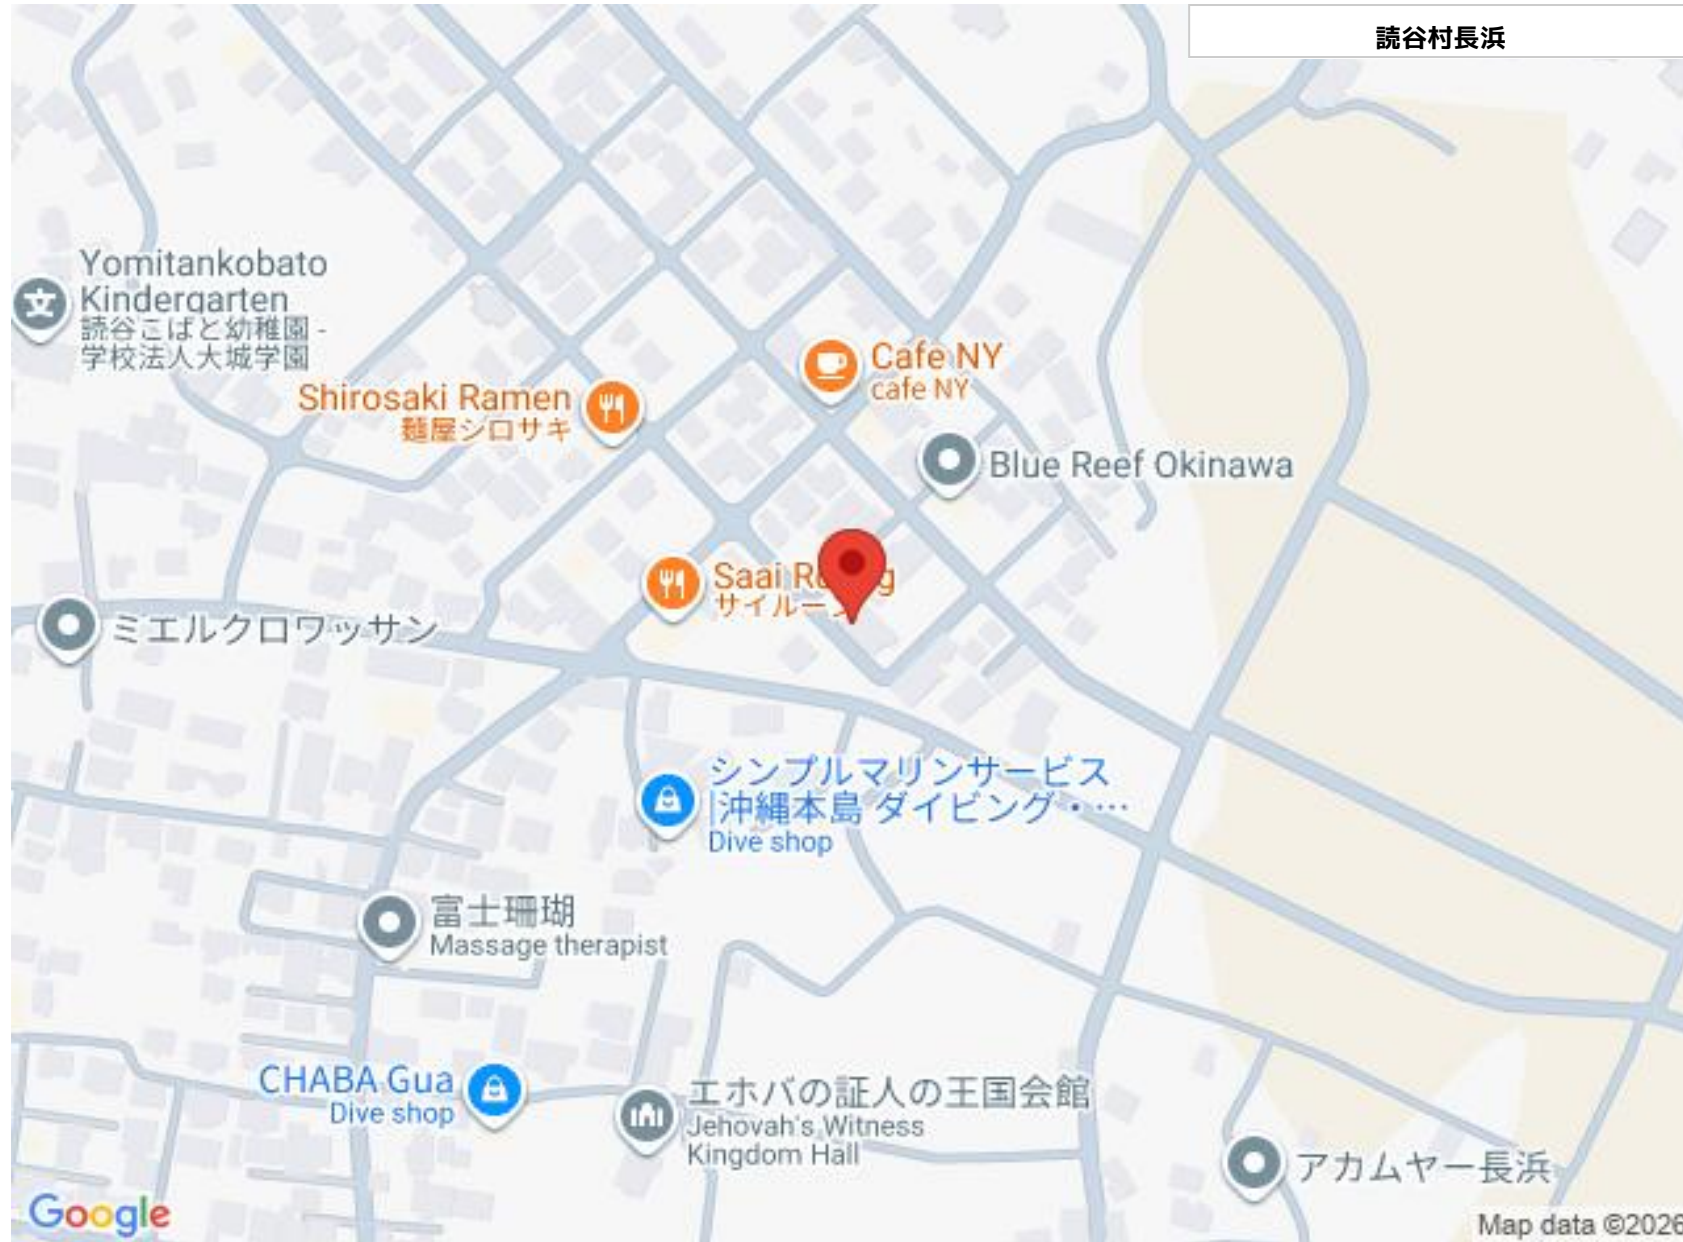 読谷村長浜
Yomitankobato
Kindergarten
読谷こばと幼稚園 -
学校法人大城学園
Cafe NY
cafe NY
Shirosaki Ramen
麺屋シロサキ
Blue Reef Okinawa
Saai
サイルーン
ミエルクロワッサン
シンプルマリンサービス
|沖縄本島 ダイビング・…
Dive shop
富士珊瑚
Massage therapist
CHABA Gua
Dive shop
エホバの証人の王国会館
Jehovah's Witness
Kingdom Hall
アカムヤー長浜
Google
Map data ©2026